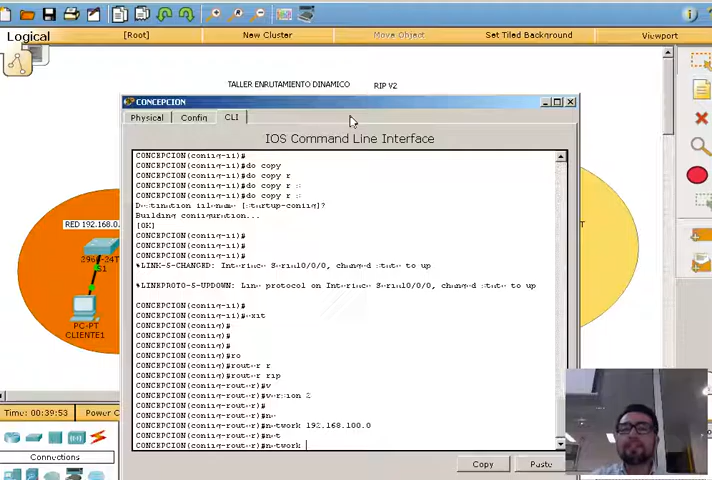 Logical
[Root]
New Cluster
Move Object
Set Tiled Background
Viewport
TALLER ENRUTAMIENTO DINAMICO
RIP V2
CONCEPCION
Physical
Config
CLI
IOS Command Line Interface
CONCEPCION(config-if)#
CONCEPCION(config-if)#do copy
CONCEPCION(config-if)#do copy r
CONCEPCION(config-if)#do copy r s
CONCEPCION(config-if)#do copy r s
Destination filename [startup-config]?
Building configuration...
[OK]
CONCEPCION(config-if)#
CONCEPCION(config-if)#
CONCEPCION(config-if)#
%LINK-5-CHANGED: Interface Serial0/0/0, changed state to up
%LINEPROTO-5-UPDOWN: Line protocol on Interface Serial0/0/0, changed state to up
CONCEPCION(config-if)#
CONCEPCION(config-if)#exit
CONCEPCION(config)#
CONCEPCION(config)#
CONCEPCION(config)#
CONCEPCION(config)#ro
CONCEPCION(config)#router r
CONCEPCION(config)#router rip
CONCEPCION(config-router)#v
CONCEPCION(config-router)#version 2
CONCEPCION(config-router)#
CONCEPCION(config-router)#ne
CONCEPCION(config-router)#network 192.168.100.0
CONCEPCION(config-router)#net
CONCEPCION(config-router)#network
Copy
Paste
RED 192.168.0.
2960-24T
S1
PC-PT
CLIENTE1
T
Time: 00:39:53
Power C
Connections